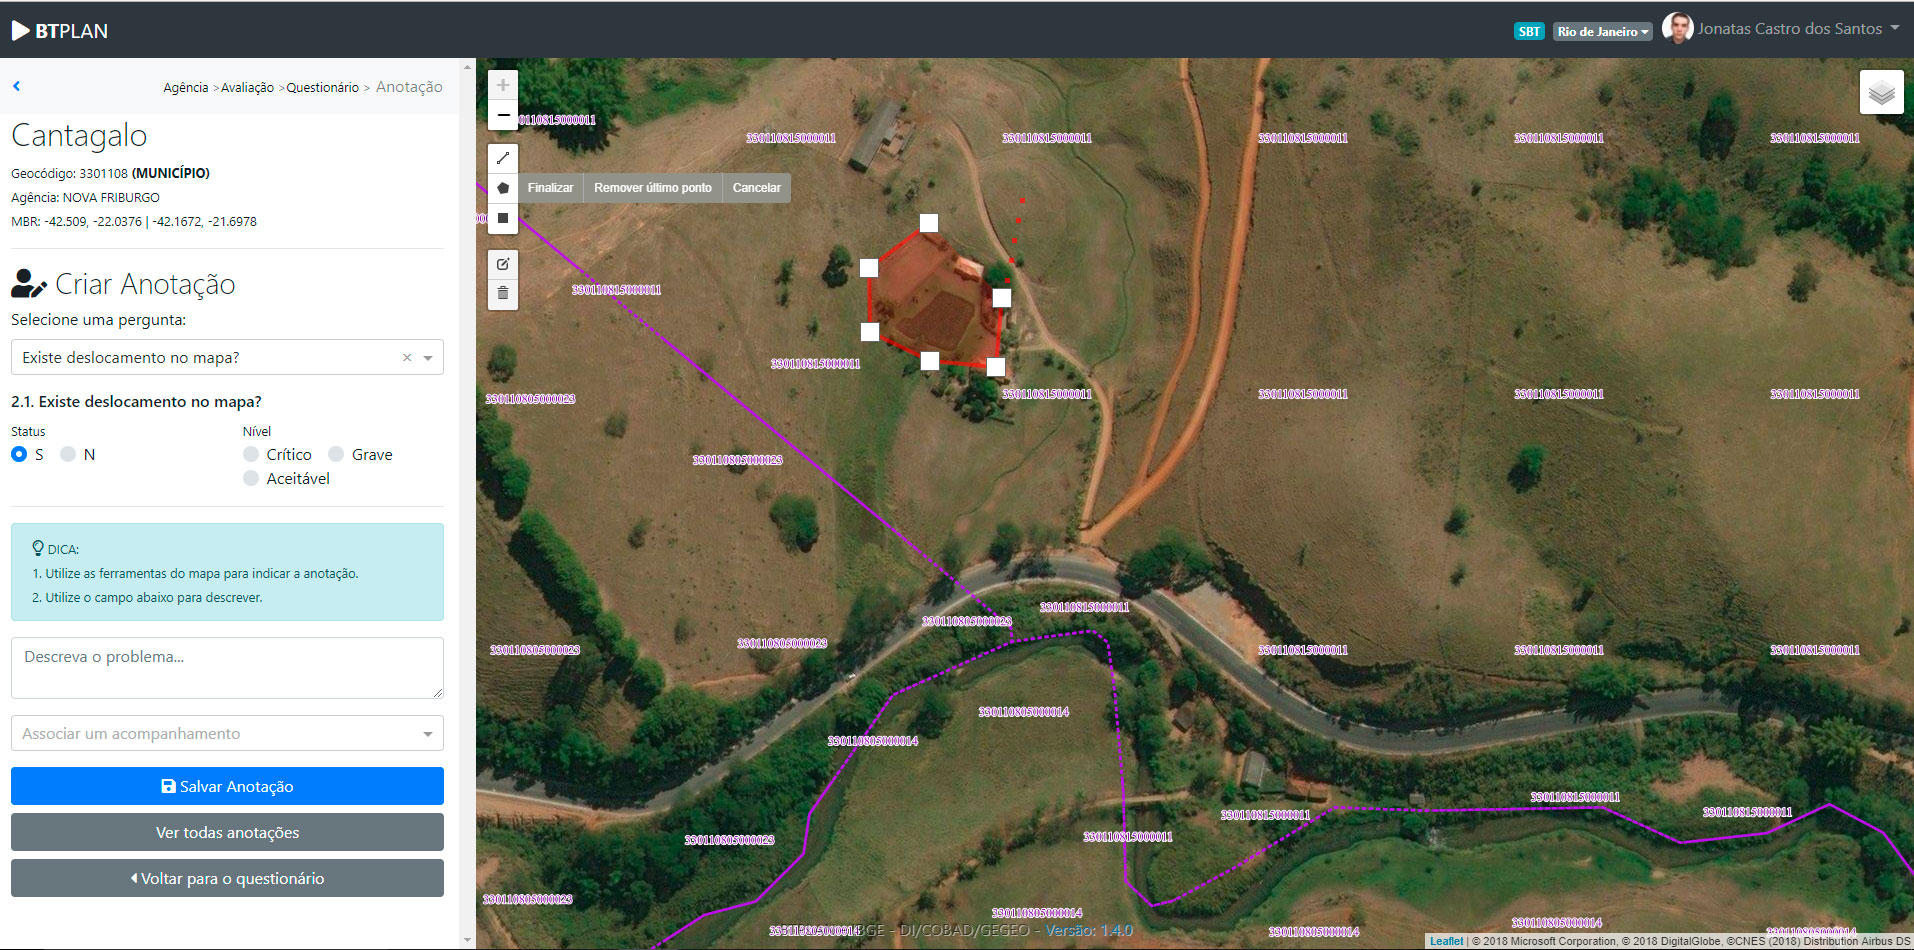 BTPLAN
SBT
Rio de Janeiro
Jonatas Castro dos Santos
Agência > Avaliação > Questionário > Anotação
Cantagalo
Geocódigo: 3301108 (MUNICÍPIO)
Agência: NOVA FRIBURGO
MBR: -42.509, -22.0376 | -42.1672, -21.6978
Criar Anotação
Selecione uma pergunta:
Existe deslocamento no mapa?
2.1. Existe deslocamento no mapa?
Status
Nível
S N
Crítico Grave
Aceitável
DICA:
1. Utilize as ferramentas do mapa para indicar a anotação.
2. Utilize o campo abaixo para descrever.
Descreva o problema...
Associar um acompanhamento
Salvar Anotação
Ver todas anotações
Voltar para o questionário
330110815000011
330110815000011
330110815000011
330110815000011
330110815000011
Finalizar Remover último ponto Cancelar
330110815000011
330110815000011
330110805000023
330110815000011
330110815000011
330110815000011
330110815000011
330110805000023
330110815000011
330110805000023
330110805000023
330110805000023
330110815000011
330110815000011
330110815000011
330110805000014
330110805000014
330110815000011
330110815000011
330110815000011
330110805000023
330110815000011
330110805000023
330110805000014
330110815000014
DI/COBAD/GEGEO - Versão: 1.4.0
330110815000011
Leaflet | © 2018 Microsoft Corporation, © 2018 DigitalGlobe, ©CNES (2018) Distribution Airbus DS